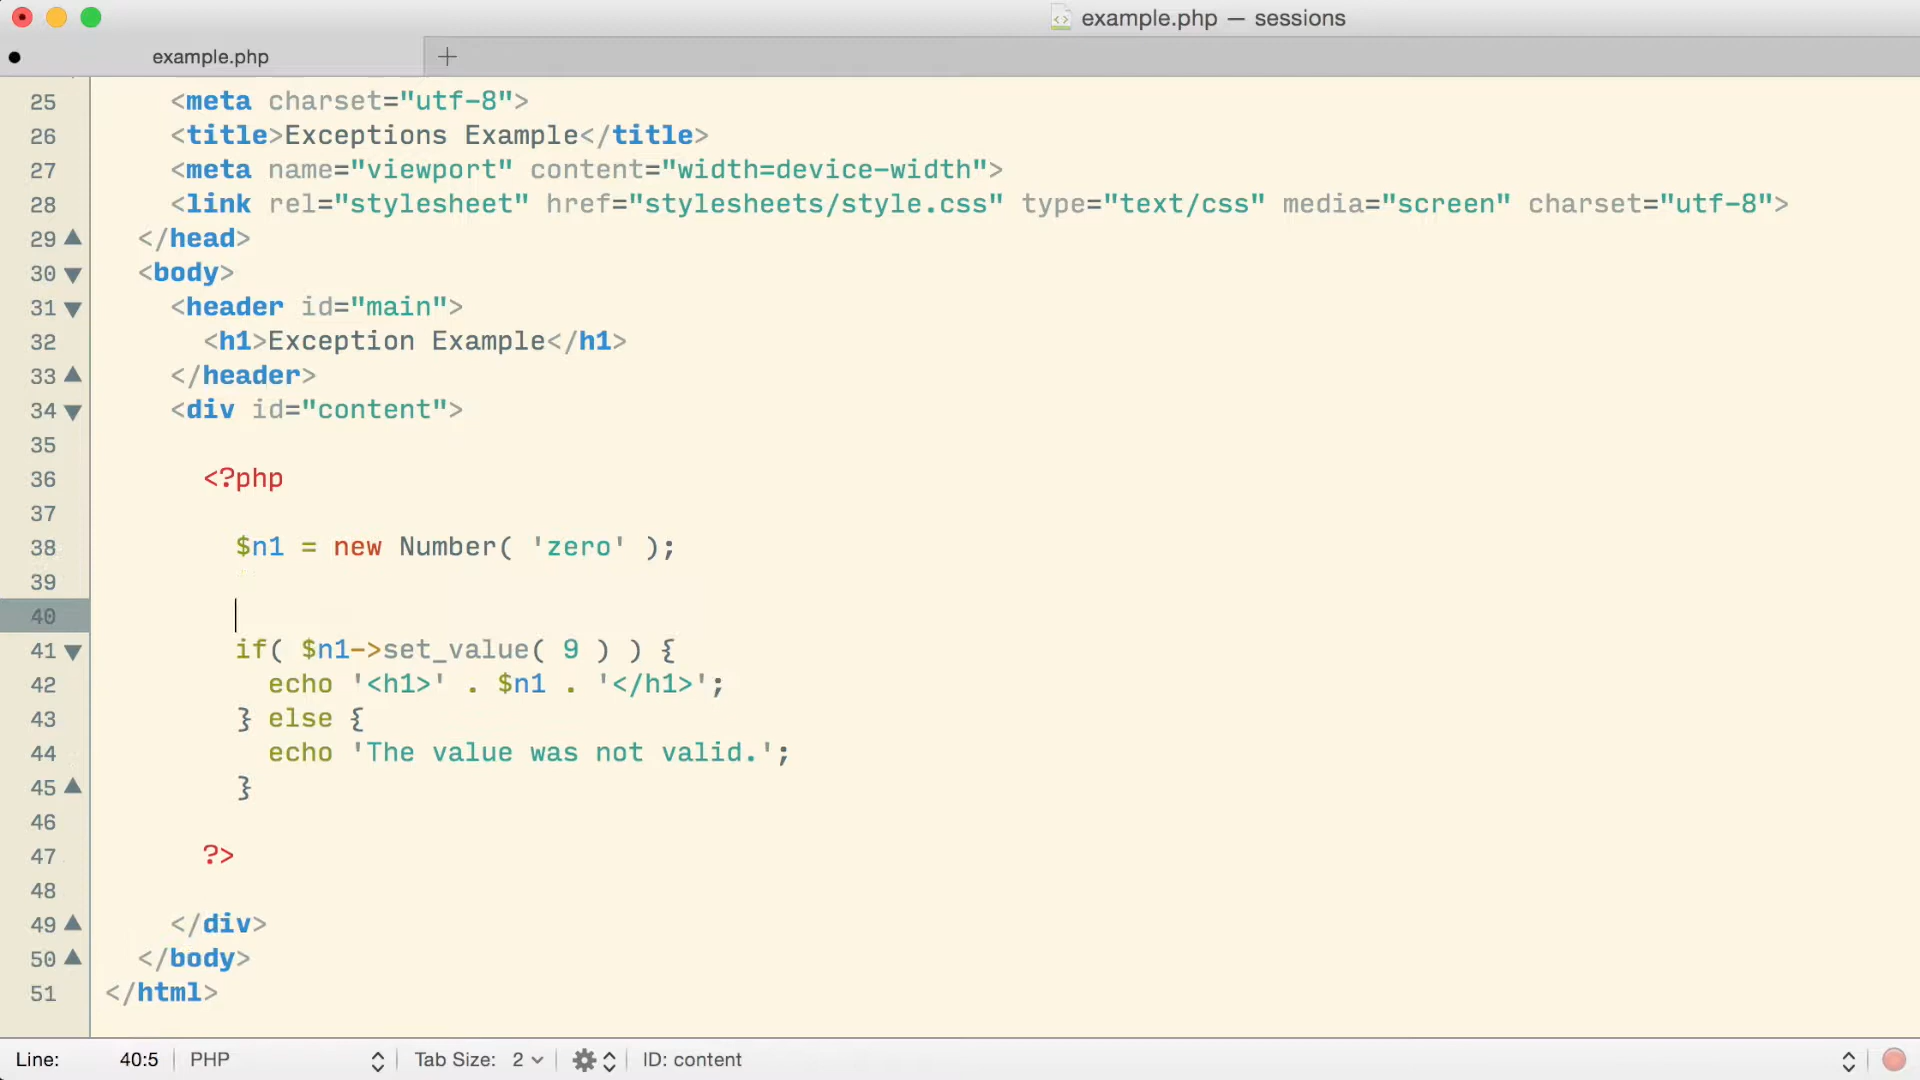 example.php — sessions
example.php
25 <meta charset="utf-8">
26 <title>Exceptions Example</title>
27 <meta name="viewport" content="width=device-width">
28 <link rel="stylesheet" href="stylesheets/style.css" type="text/css" media="screen" charset="utf-8">
29 </head>
30 <body>
31 <header id="main">
32 <h1>Exception Example</h1>
33 </header>
34 <div id="content">
35
36 <?php
37
38 $n1 = new Number( 'zero' );
39
40
41 if( $n1->set_value( 9 ) ) {
42 echo '<h1>' . $n1 . '</h1>';
43 } else {
44 echo 'The value was not valid.';
45 }
46
47 ?>
48
49 </div>
50 </body>
51 </html>
Line: 40:5 PHP Tab Size: 2 ID: content